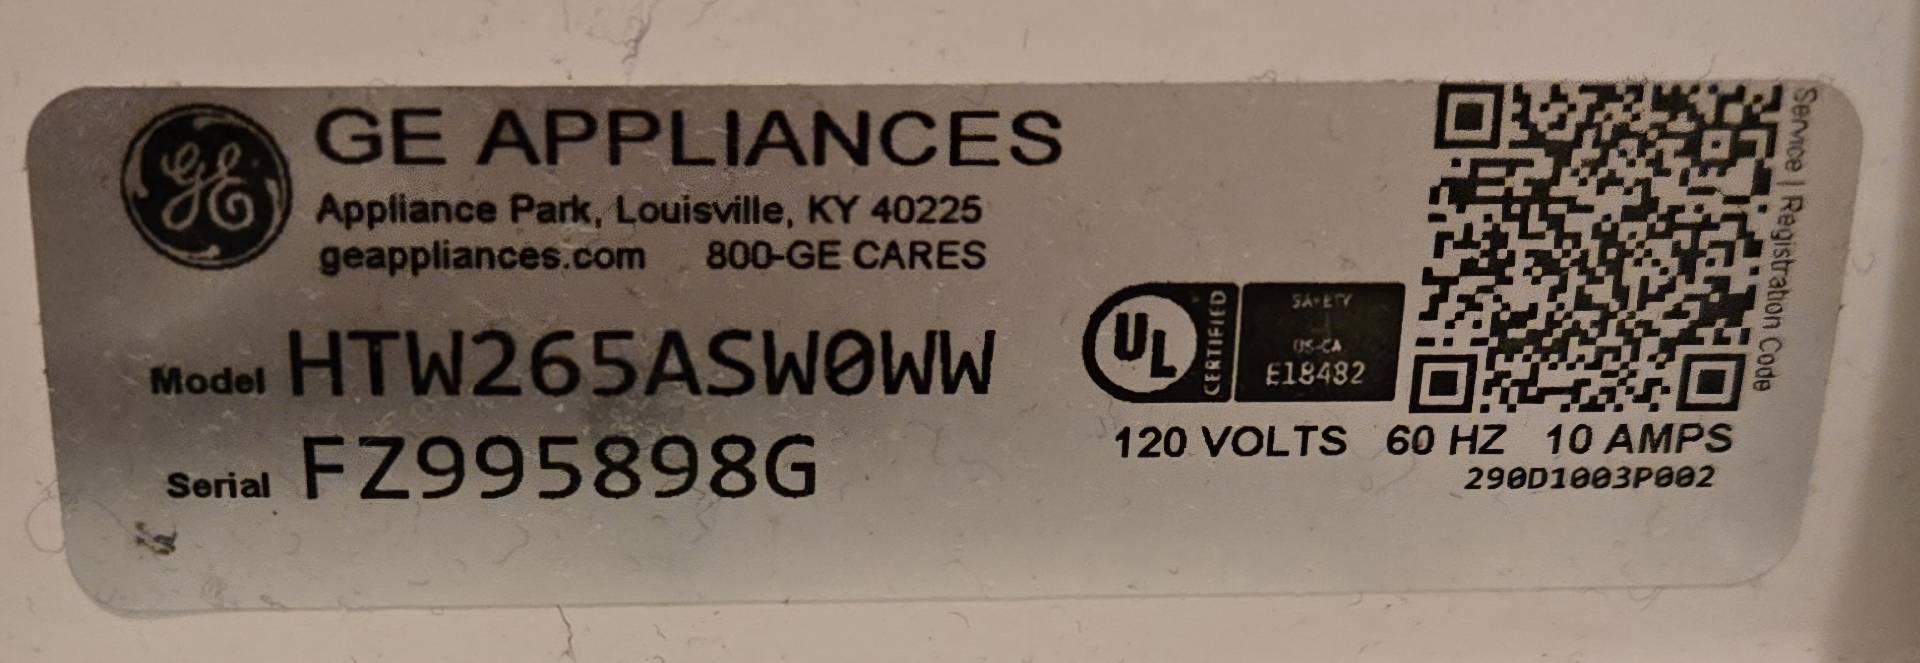 GE APPLIANCES
Appliance Park, Louisville, KY 40225
geappliances.com 800-GE CARES
Model HTW265ASW0WW
Serial FZ995898G
UL CERTIFIED
SAFETY
US-CA
E18482
120 VOLTS 60 HZ 10 AMPS
290D1003P002
Service | Registration Code